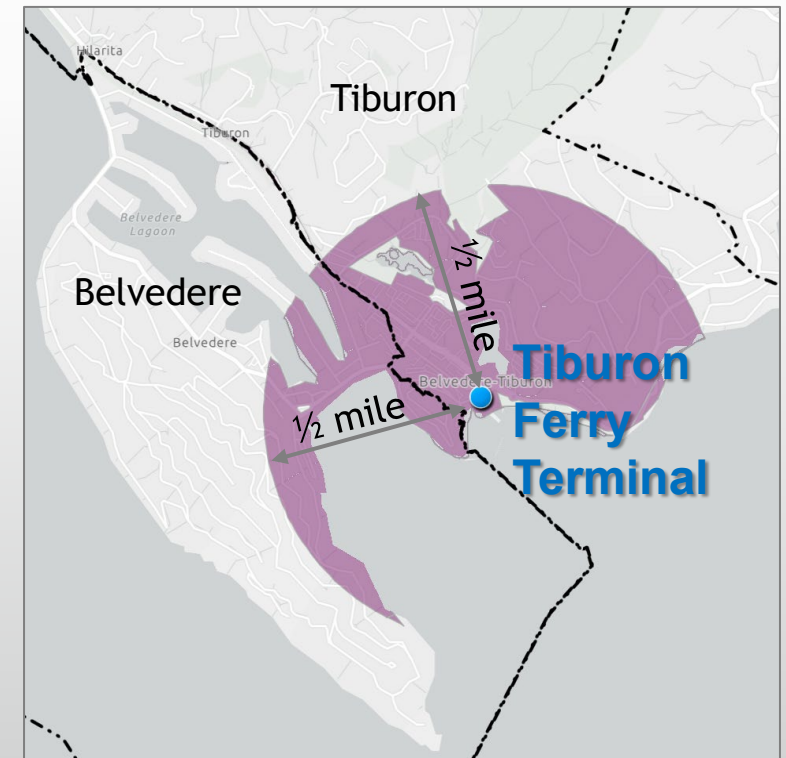 Hilarita
Tiburon
Tiburon
Belvedere
Lagoon
Belvedere
½ mile
Belvedere
Belvedere-Tiburon
Tiburon
Ferry
Terminal
½ mile